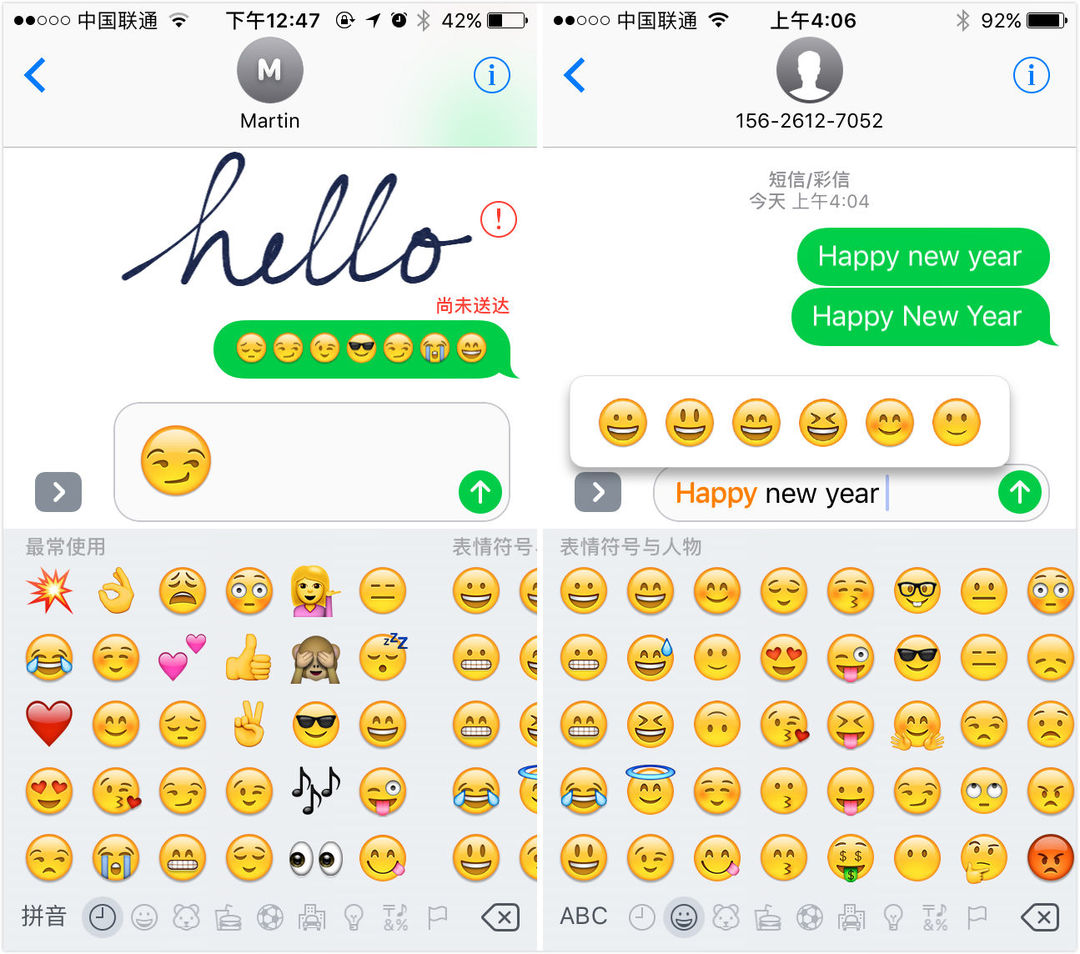 中国联通
下午12:47
42%
M
Martin
hello
尚未送达
最常使用
表情符号
拼音
中国联通
上午4:06
92%
156-2612-7052
短信/彩信
今天 上午4:04
Happy new year
Happy New Year
Happy new year
表情符号与人物
ABC